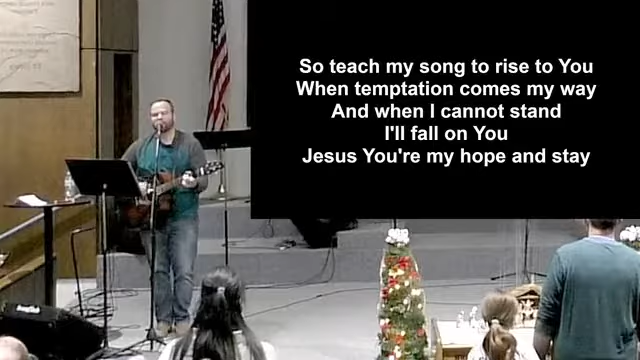 So teach my song to rise to You
When temptation comes my way
And when I cannot stand
I'll fall on You
Jesus You're my hope and stay